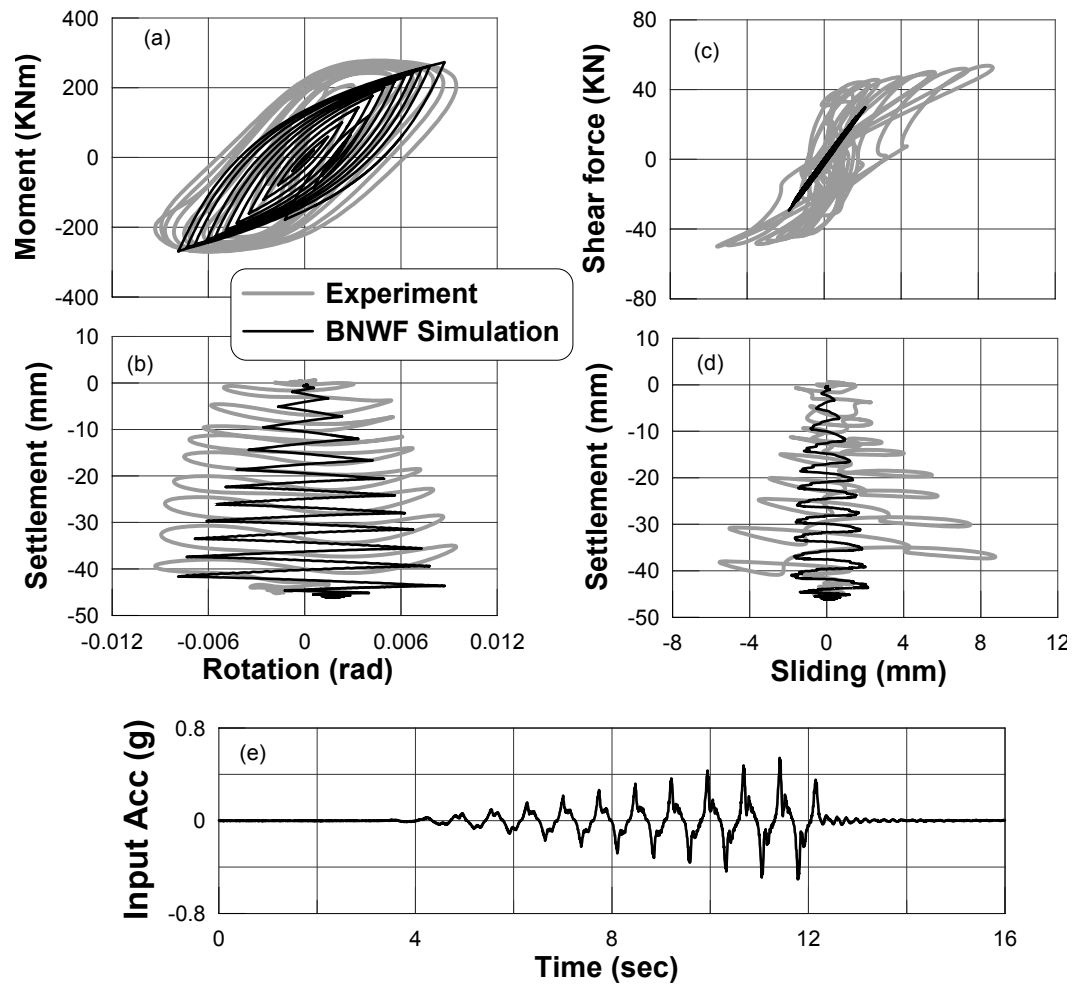 400
200
0
-200
-400
Moment (KNm)
(a)
80
40
0
-40
-80
Shear force (KN)
(c)
Experiment
BNWF Simulation
10
0
-10
-20
-30
-40
-50
Settlement (mm)
(b)
-0.012
-0.006
0
0.006
0.012
Rotation (rad)
10
0
-10
-20
-30
-40
-50
Settlement (mm)
(d)
-8
-4
0
4
8
12
Sliding (mm)
0.8
0
-0.8
Input Acc (g)
(e)
0
4
8
12
16
Time (sec)